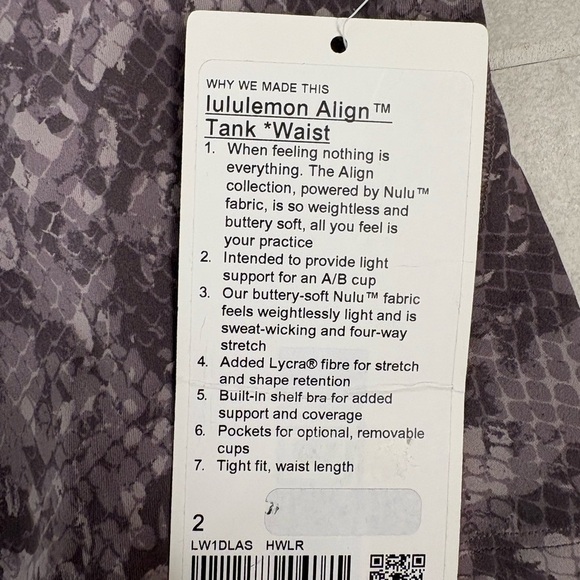 WHY WE MADE THIS
lululemon Align™
Tank *Waist
1. When feeling nothing is
everything. The Align
collection, powered by Nulu™
fabric, is so weightless and
buttery soft, all you feel is
your practice
2. Intended to provide light
support for an A/B cup
3. Our buttery-soft Nulu™ fabric
feels weightlessly light and is
sweat-wicking and four-way
stretch
4. Added Lycra® fibre for stretch
and shape retention
5. Built-in shelf bra for added
support and coverage
6. Pockets for optional, removable
cups
7. Tight fit, waist length
2
LW1DLAS HWLR